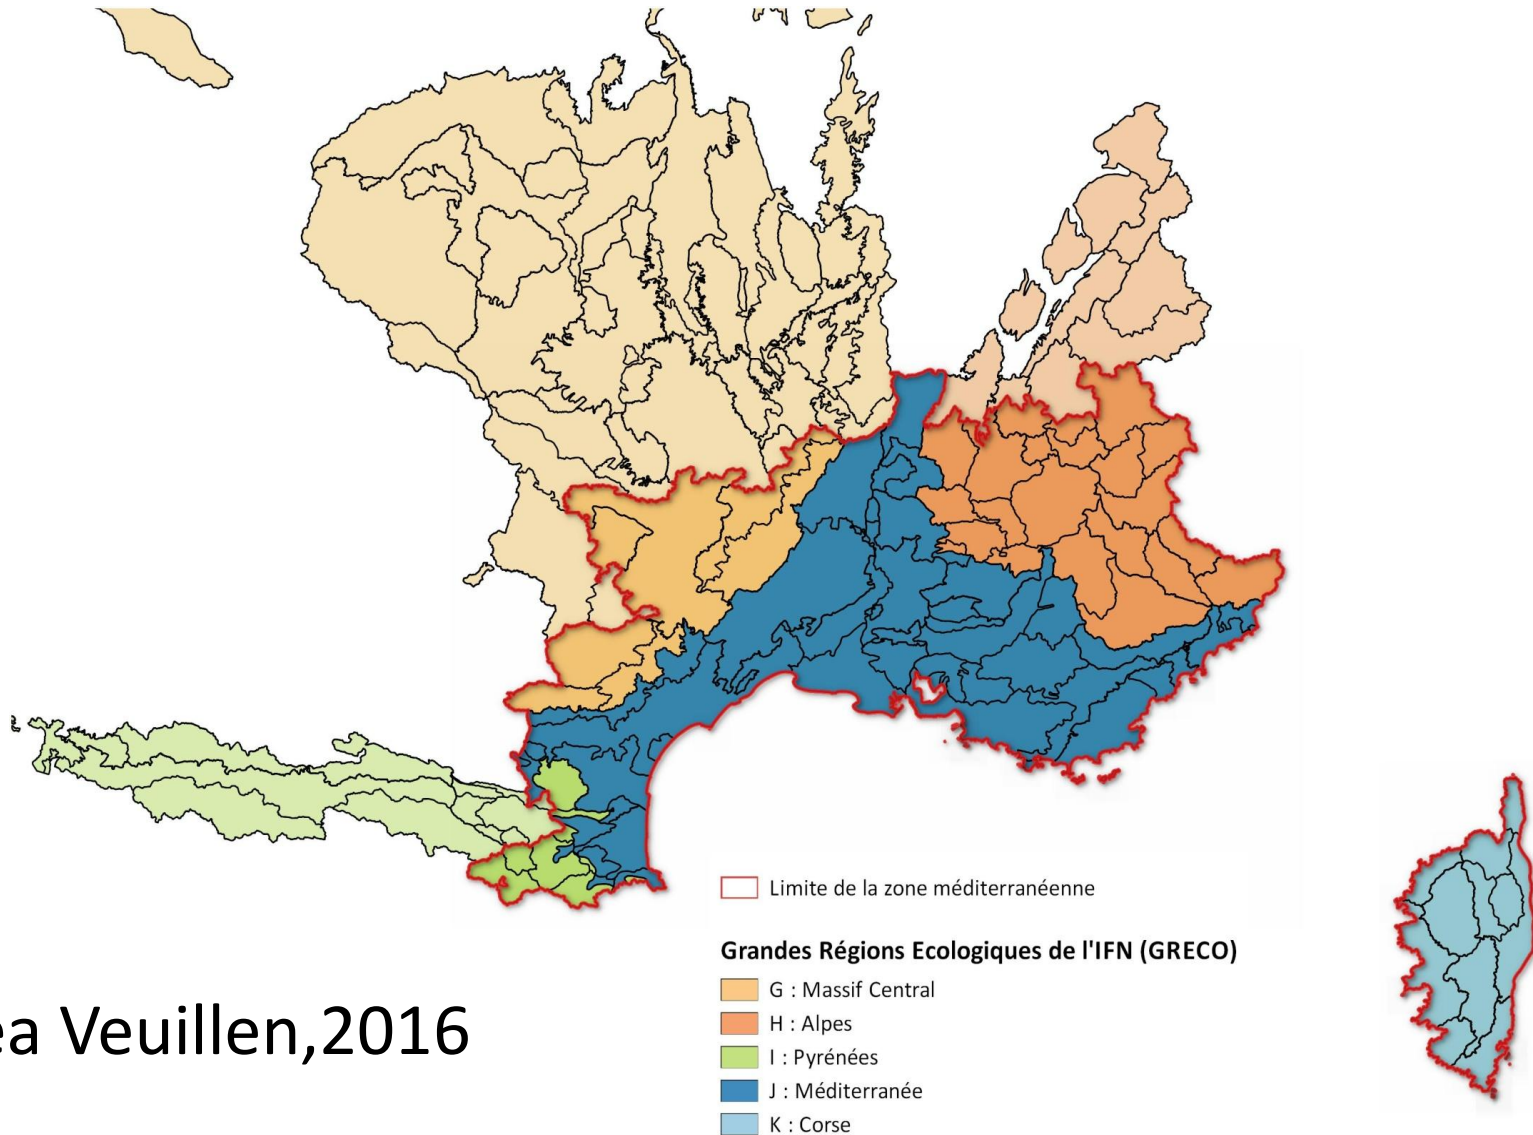 Limite de la zone méditerranéenne
Grandes Régions Ecologiques de l'IFN (GRECO)
G : Massif Central
H : Alpes
I : Pyrénées
J : Méditerranée
K : Corse
ea Veuillen,2016